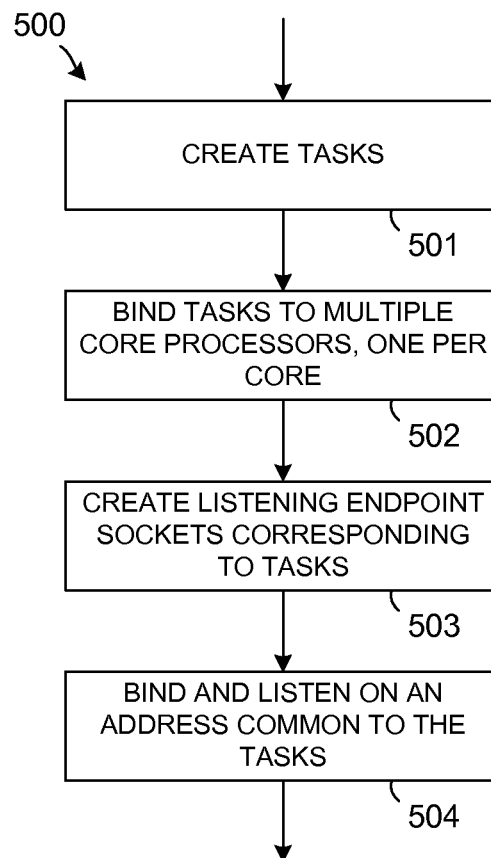 500
CREATE TASKS
501
BIND TASKS TO MULTIPLE
CORE PROCESSORS, ONE PER
CORE
502
CREATE LISTENING ENDPOINT
SOCKETS CORRESPONDING
TO TASKS
503
BIND AND LISTEN ON AN
ADDRESS COMMON TO THE
TASKS
504